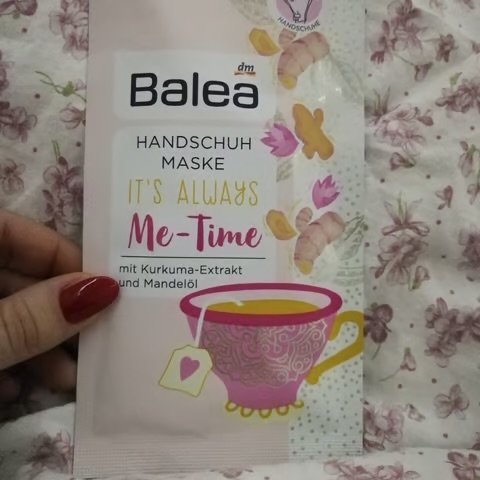 HANDSCHUHE
dm
Balea
HANDSCHUH
MASKE
IT'S ALWAYS
Me-Time
mit Kurkuma-Extrakt
und Mandelöl